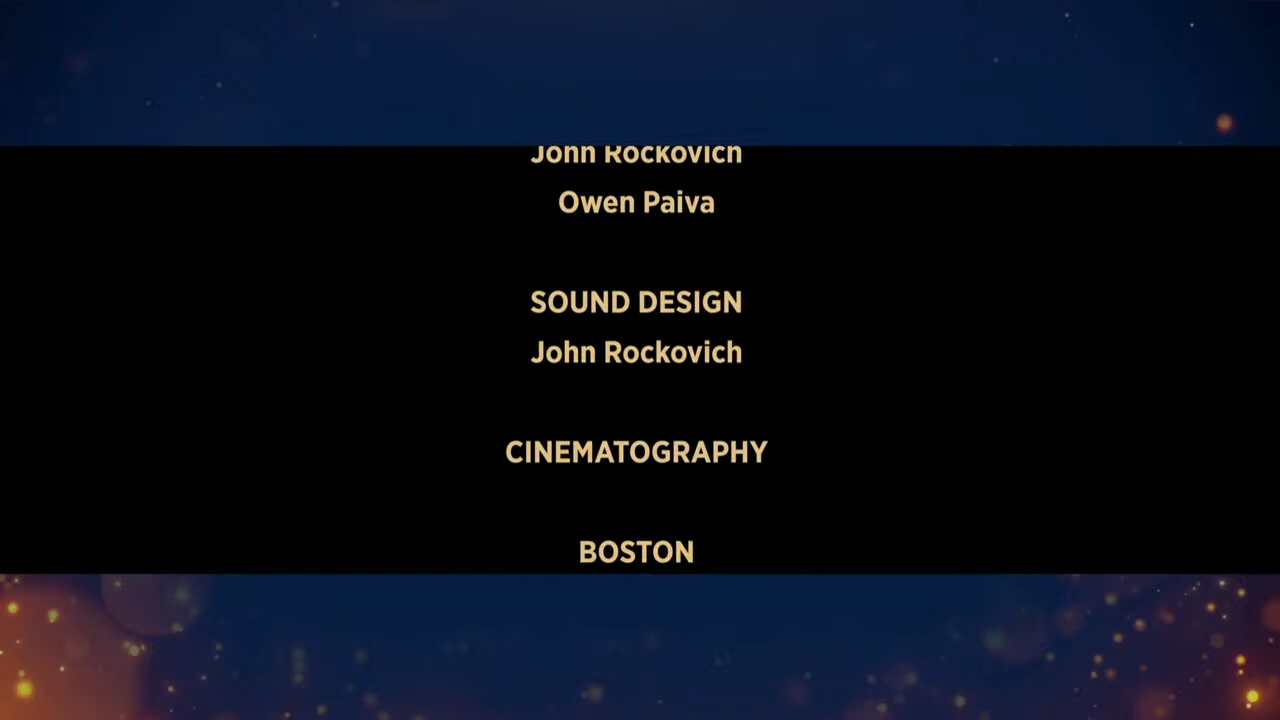 John Rockovich
Owen Paiva
SOUND DESIGN
John Rockovich
CINEMATOGRAPHY
BOSTON